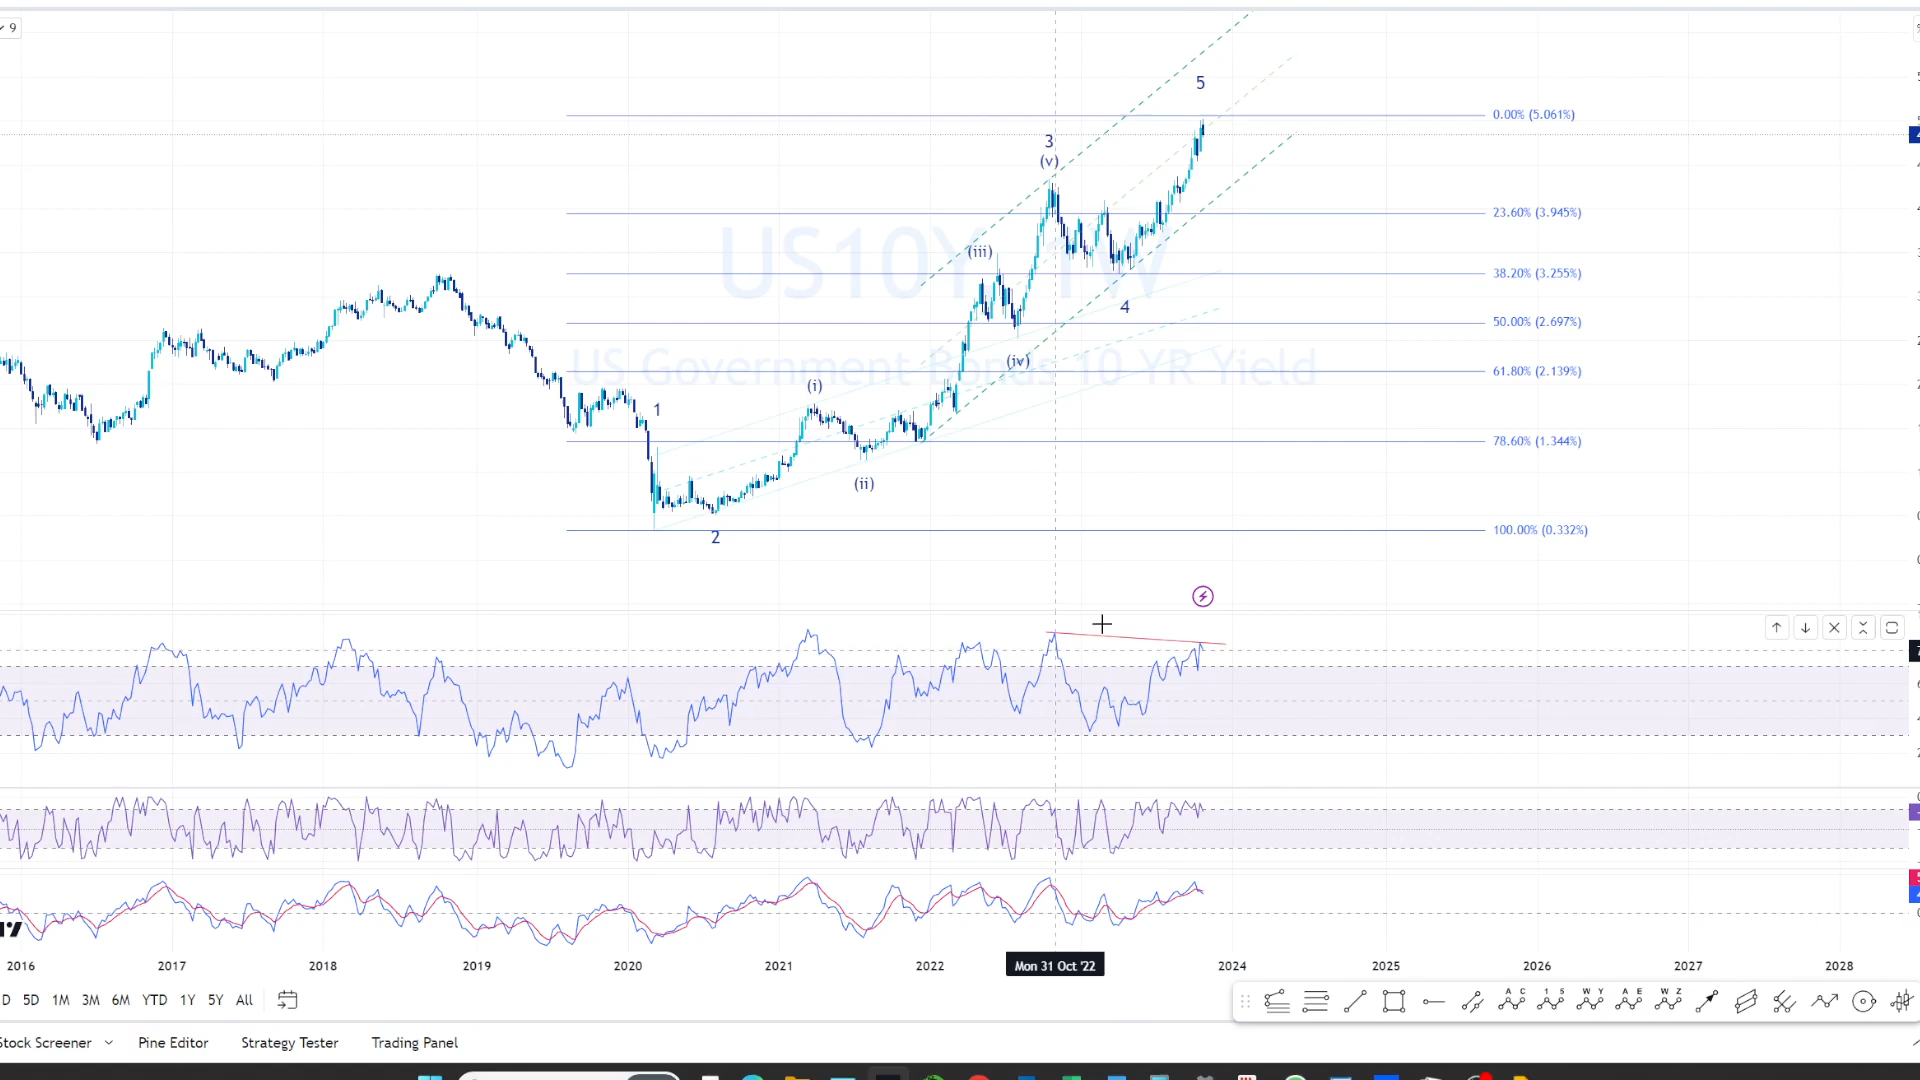 9
5
0.00% (5.061%)
3
(v)
23.60% (3.945%)
US10Y, 1W
(iii)
38.20% (3.255%)
4
50.00% (2.697%)
US Government Bonds 10 YR Yield
(iv)
61.80% (2.139%)
(i)
1
78.60% (1.344%)
(ii)
100.00% (0.332%)
2
2016 2017 2018 2019 2020 2021 2022 Mon 31 Oct '22 2024 2025 2026 2027 2028
D 5D 1M 3M 6M YTD 1Y 5Y All
A C 1 5 W Y A E W Z
Stock Screener Pine Editor Strategy Tester Trading Panel